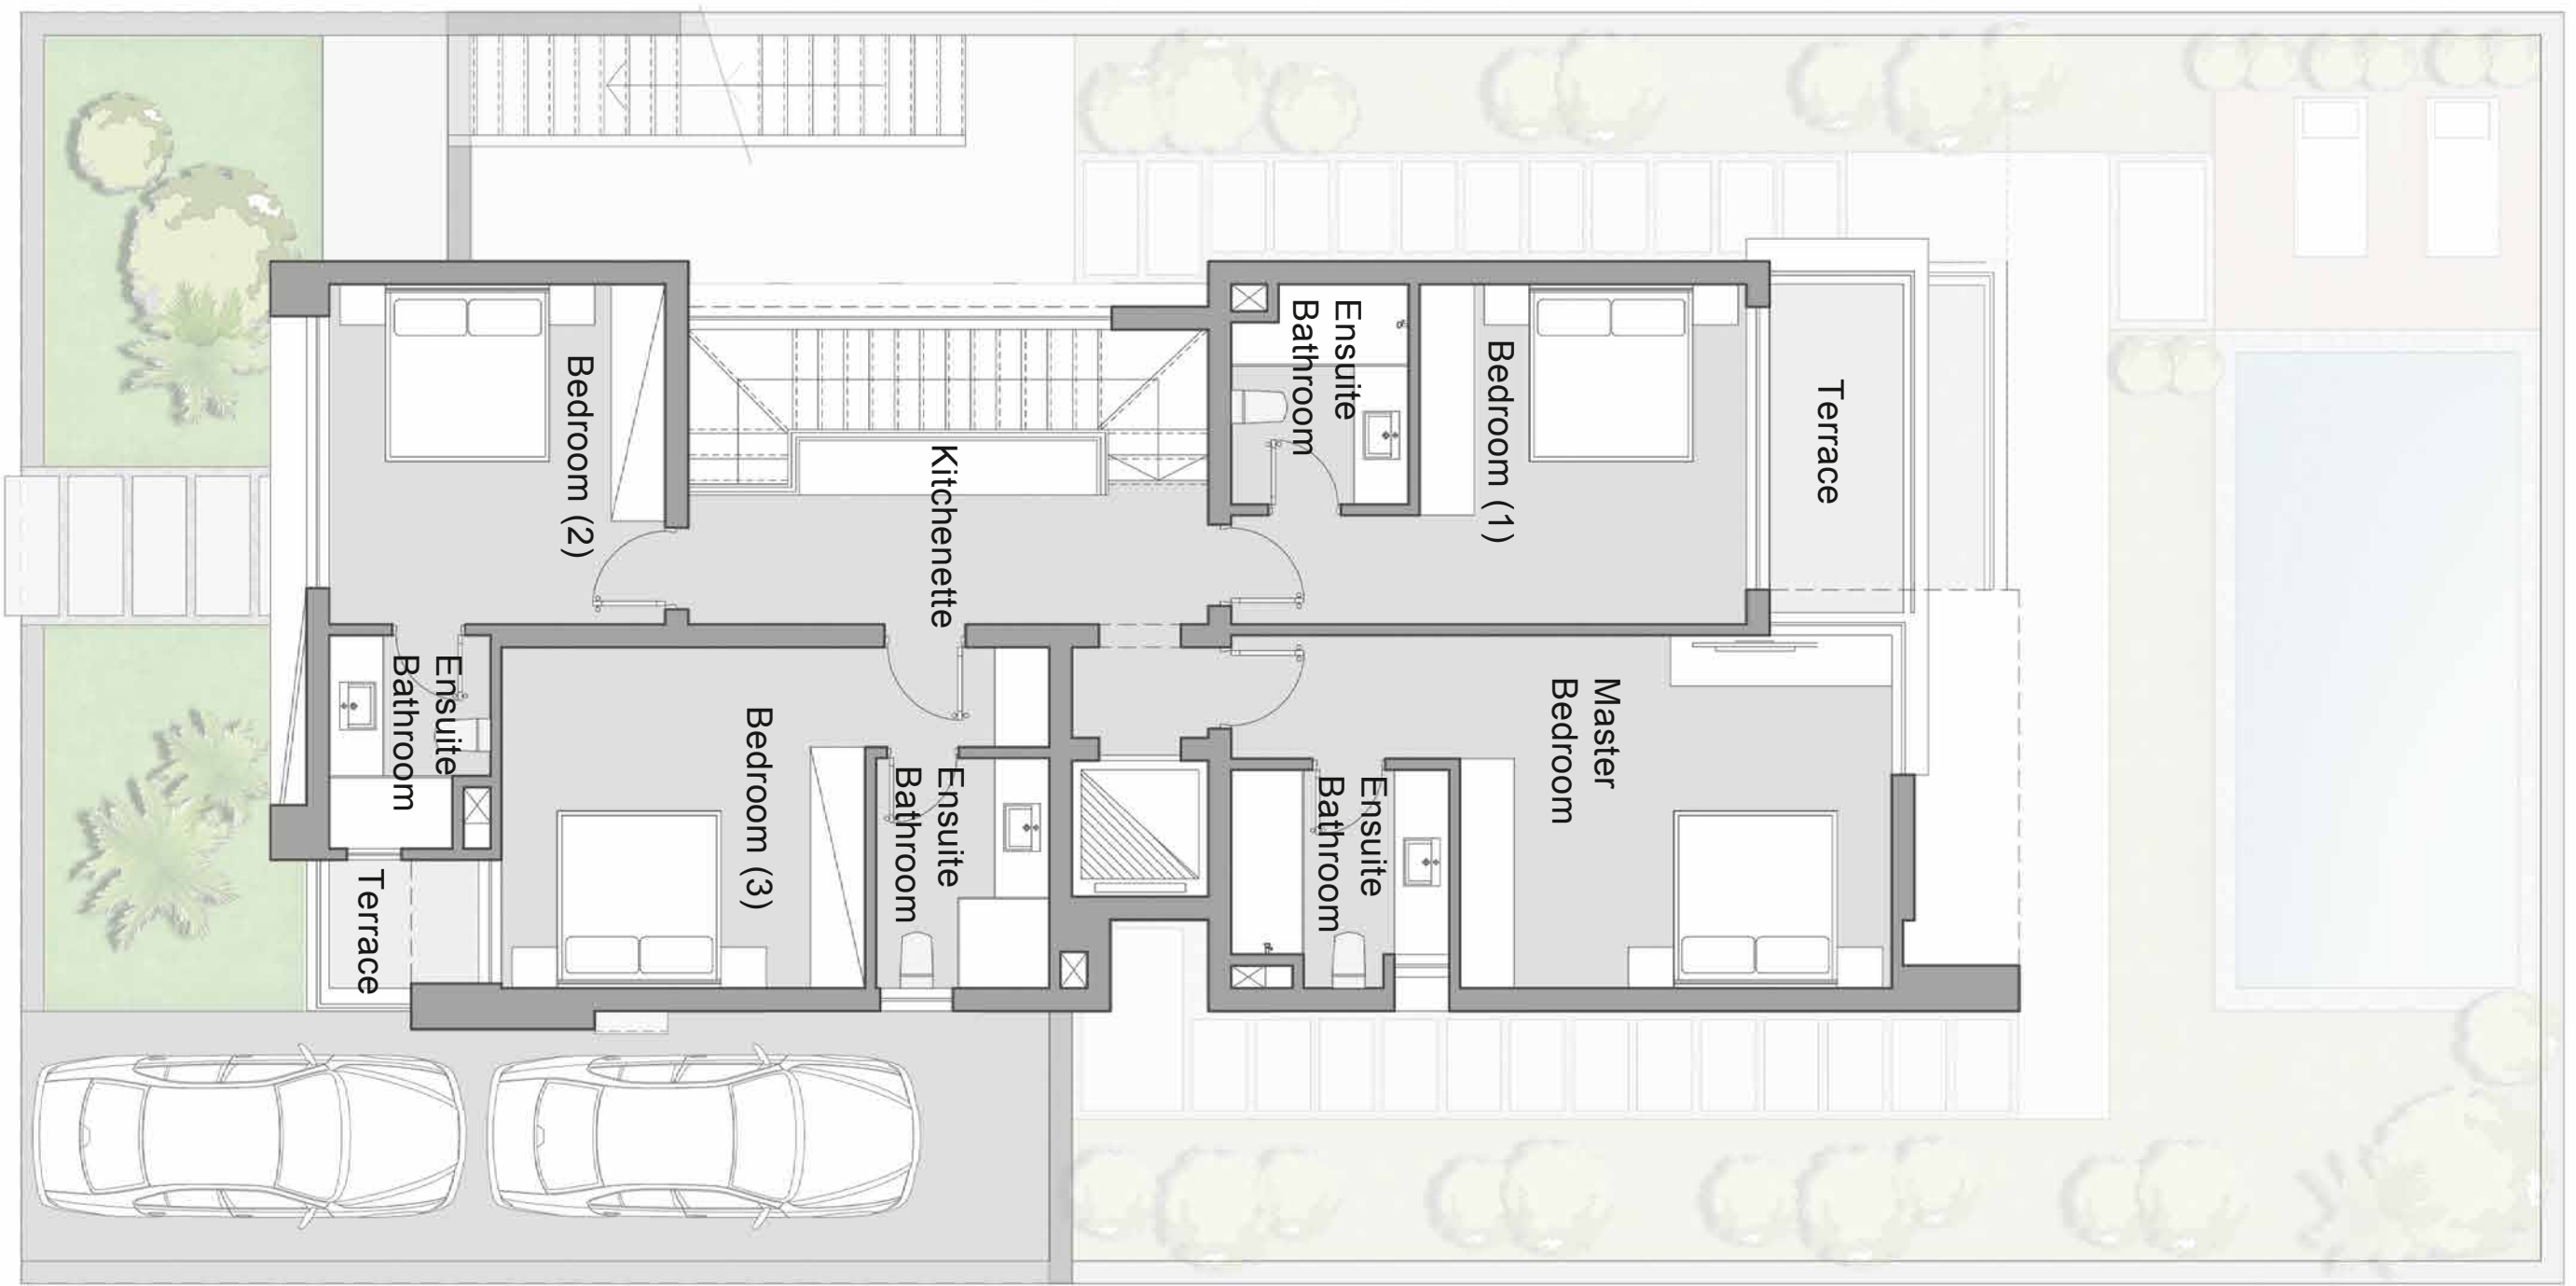 Terrace
Bedroom (1)
Ensuite
Bathroom
Master
Bedroom
Ensuite
Bathroom
Kitchenette
Ensuite
Bathroom
Bedroom (3)
Bedroom (2)
Ensuite
Bathroom
Terrace